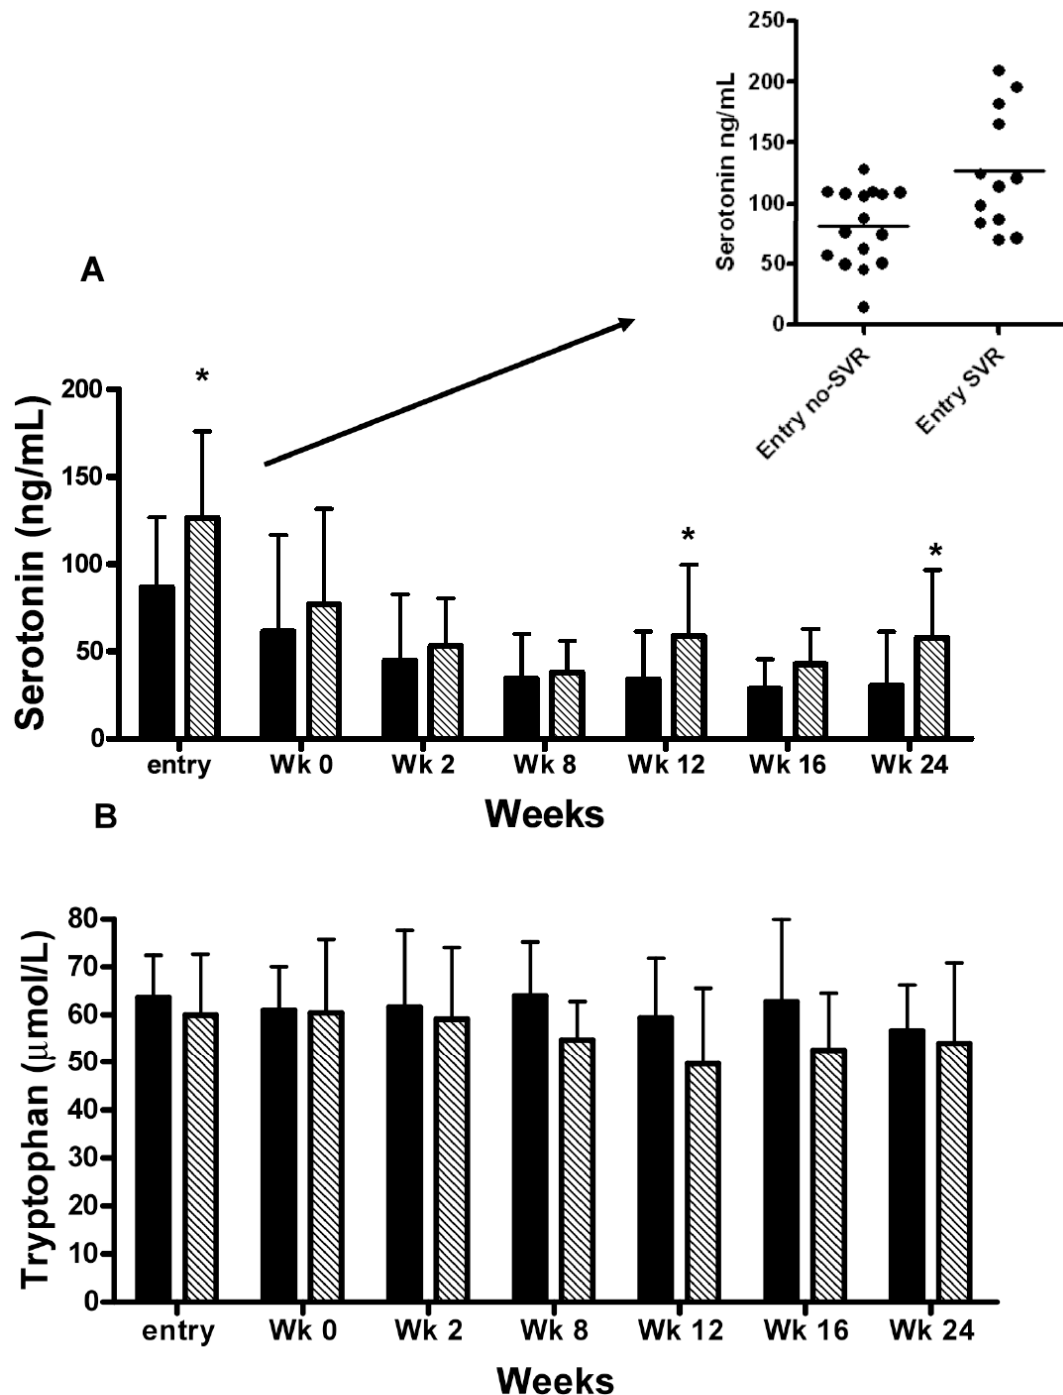 250
200
150
100
50
0
Serotonin ng/mL
Entry no-SVR
Entry SVR
A
200
150
100
50
0
Serotonin (ng/mL)
*
*
*
entry Wk 0 Wk 2 Wk 8 Wk 12 Wk 16 Wk 24
Weeks
B
80
70
60
50
40
30
20
10
0
Tryptophan (μmol/L)
entry Wk 0 Wk 2 Wk 8 Wk 12 Wk 16 Wk 24
Weeks